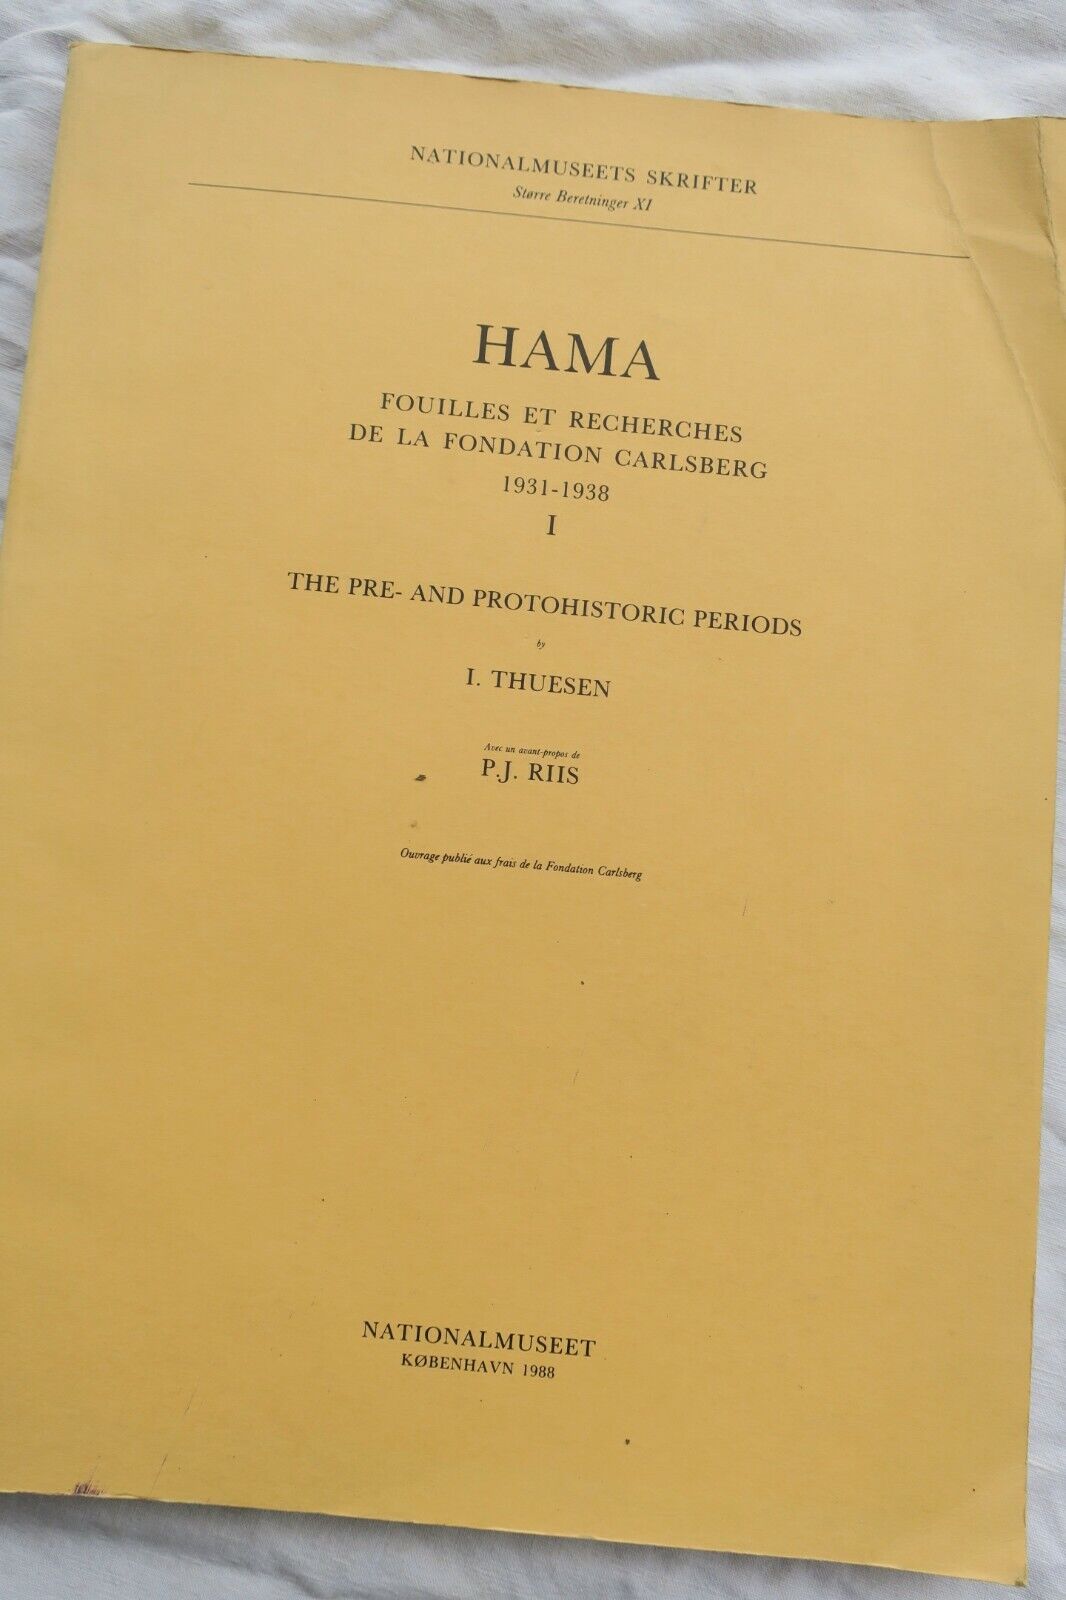 NATIONALMUSEETS SKRIFTER
Større Beretninger XI
HAMA
FOUILLES ET RECHERCHES
DE LA FONDATION CARLSBERG
1931-1938
I
THE PRE- AND PROTOHISTORIC PERIODS
by
I. THUESEN
Avec un avant-propos de
P.J. RIIS
Ouvrage publié aux frais de la Fondation Carlsberg
NATIONALMUSEET
KØBENHAVN 1988